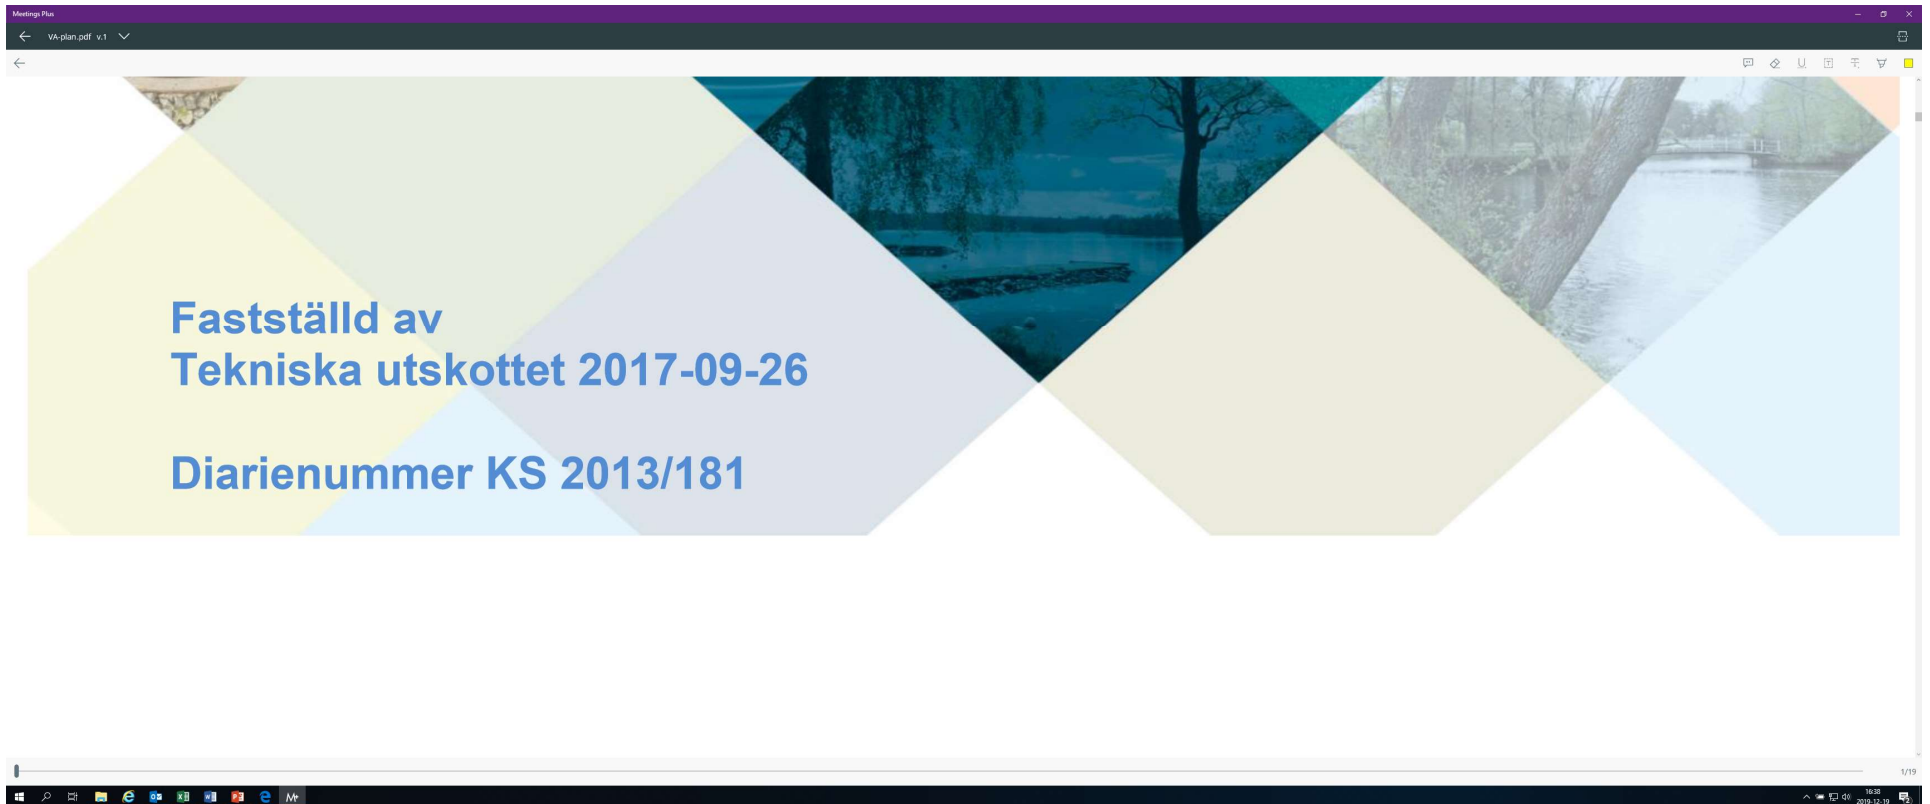 Meetings Plus
VA-plan.pdf v.1
Fastställd av
Tekniska utskottet 2017-09-26
Diarienummer KS 2013/181
1/19
16:38
2019-12-19